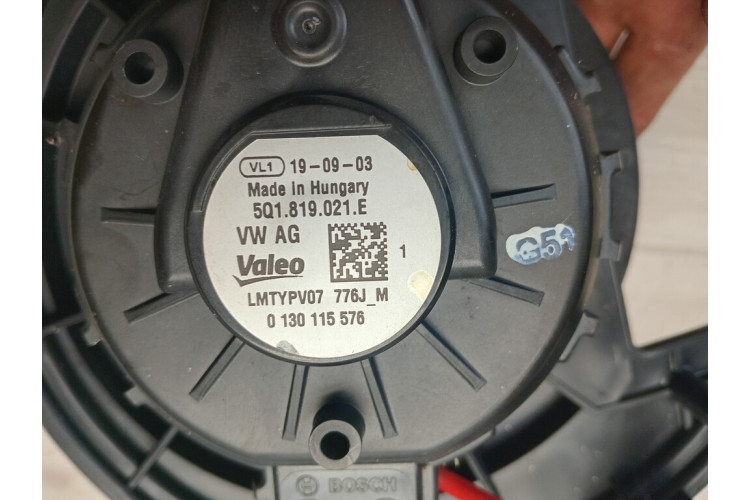 VL1 19-09-03
Made in Hungary
5Q1.819.021.E
VW AG
1
Valeo
LMTYPV07 776J_M
0 130 115 576
G51
BOSCH